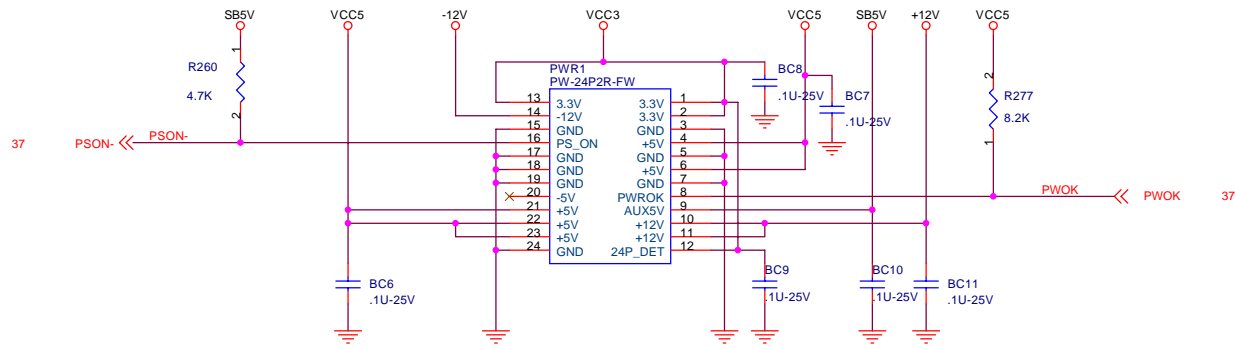 SB5V VCC5 -12V VCC3 VCC5 SB5V +12V VCC5
1
R260
4.7K
2
PWR1
PW-24P2R-FW
BC8
.1U-25V
BC7
.1U-25V
2
R277
8.2K
1
37 PSON- PSON-
13 3.3V 3.3V 1
14 -12V 3.3V 2
15 GND GND 3
16 PS_ON +5V 4
17 GND GND 5
18 GND +5V 6
19 GND GND 7
20 -5V PWROK 8
21 +5V AUX5V 9
22 +5V +12V 10
23 +5V +12V 11
24 GND 24P_DET 12
PWOK PWOK 37
BC6
.1U-25V
BC9
.1U-25V
BC10
.1U-25V
BC11
.1U-25V